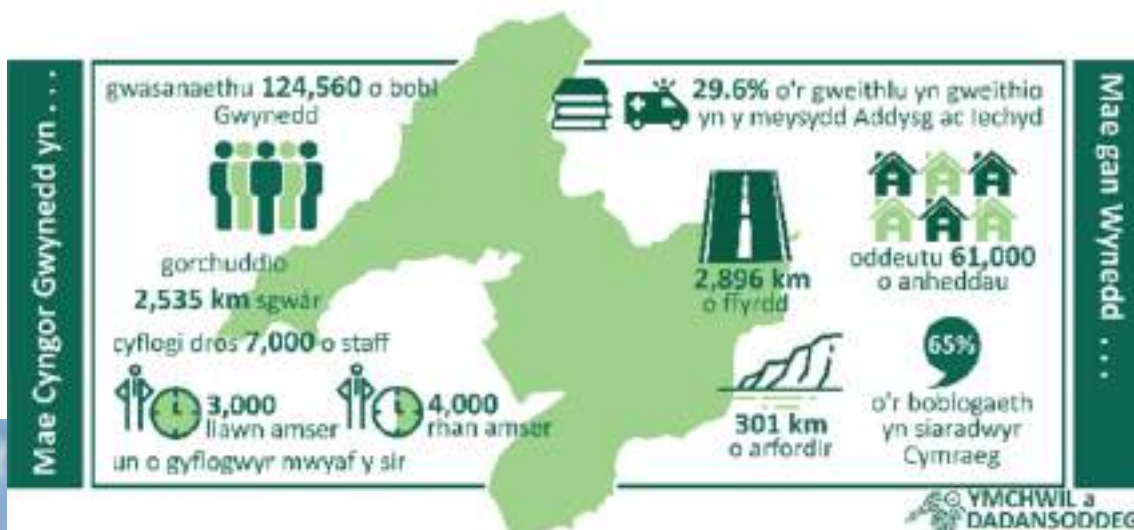 Mae Cyngor Gwynedd yn . . .
gwasanaethu 124,560 o bobl
Gwynedd
gorchuddio
2,535 km sgwâr
cyflogi dros 7,000 o staff
3,000
llawn amser
4,000
rhan amser
un o gyflogwyr mwyaf y sir
Mae gan Wynedd . . .
29.6% o'r gweithlu yn gweithio
yn y meysydd Addysg ac Iechyd
2,896 km
o ffyrdd
oddeutu 61,000
o anheddau
301 km
o arfordir
65%
o'r boblogaeth
yn siaradwyr
Cymraeg
YMCHWIL a
DADANSODDEG